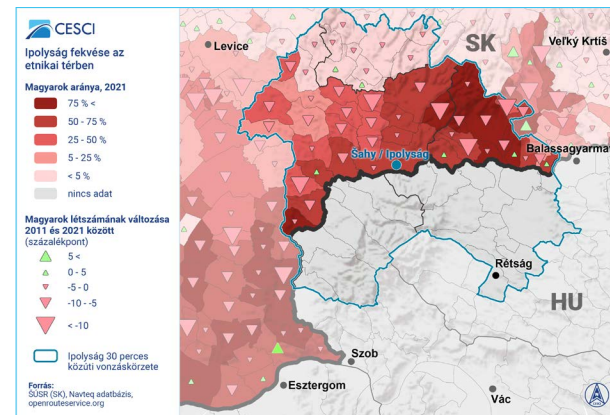 CESCI
Ipolyság fekvése az
etnikai térben
Magyarok aránya, 2021
75 % <
50 - 75 %
25 - 50 %
5 - 25 %
< 5 %
nincs adat
Magyarok létszámának változása
2011 és 2021 között
(százalékpont)
5 <
0 - 5
-5 - 0
-10 - -5
< -10
Ipolyság 30 perces
közúti vonzáskörzete
Forrás:
ŠÚSR (SK), Navteq adatbázis,
openrouteservice.org
Levice
SK
Veľký Krtíš
Balassagyarma
Šahy / Ipolyság
Rétság
HU
Szob
Esztergom
Vác